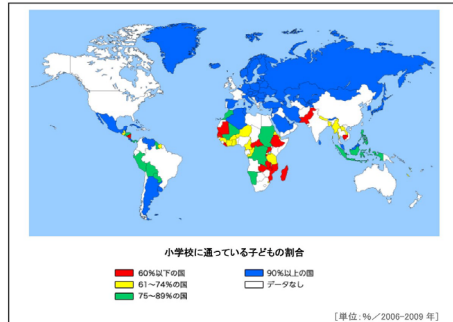 小学校に通っている子どもの割合
60%以下の国
90%以上の国
61～74%の国
データなし
75～89%の国
[単位：%／2006-2009 年]